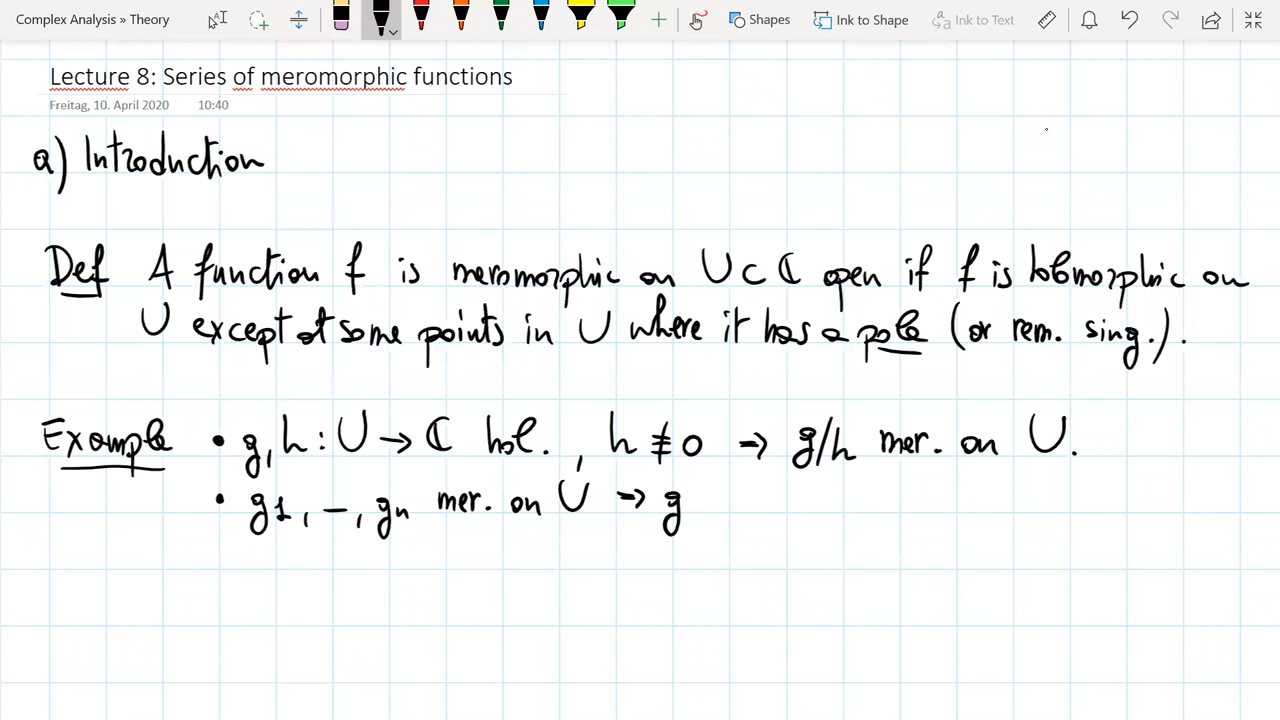 Complex Analysis » Theory
Shapes
Ink to Shape
Ink to Text
Lecture 8: Series of meromorphic functions
Freitag, 10. April 2020 10:40
a) Introduction
Def A function f is meromorphic on U ⊂ ℂ open if f is holomorphic on
U except at some points in U where it has a pole (or rem. sing.).
Example • g, h : U → ℂ hol. , h ≢ 0 → g/h mer. on U.
• g1, –, gn mer. on U → g